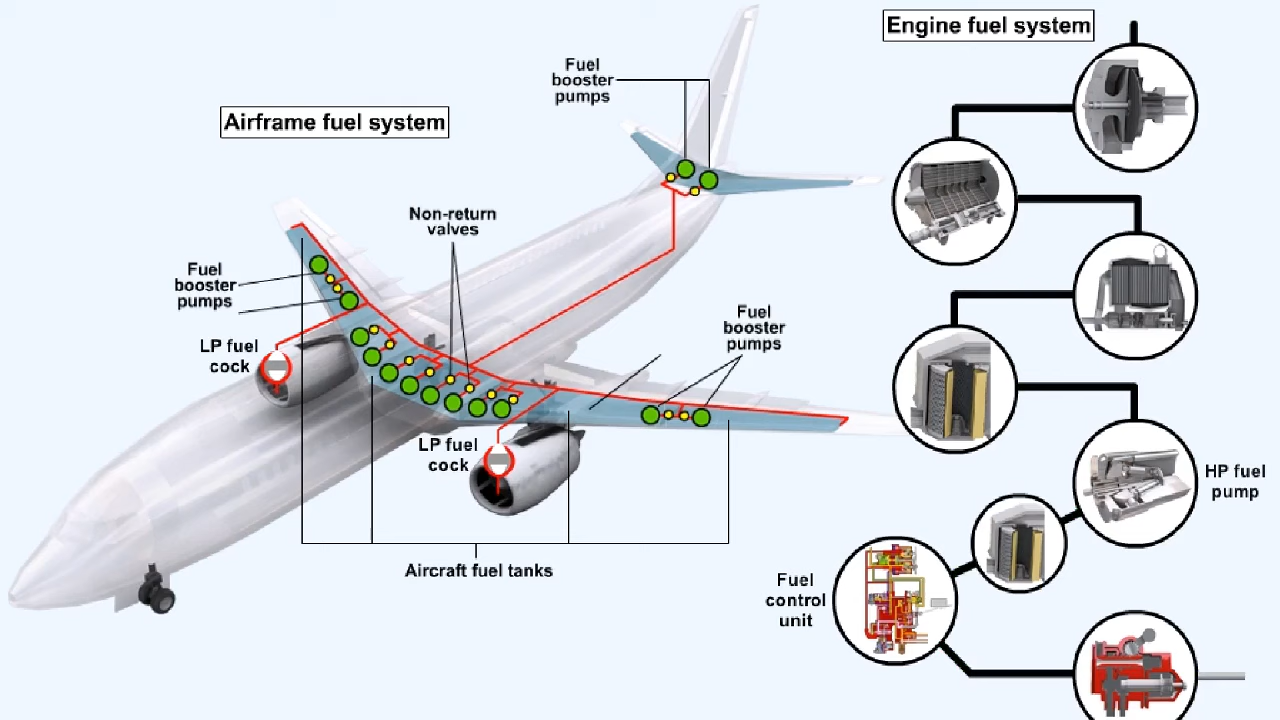 Engine fuel system
Fuel
booster
pumps
Airframe fuel system
Non-return
valves
Fuel
booster
pumps
Fuel
booster
pumps
LP fuel
cock
LP fuel
cock
HP fuel
pump
Aircraft fuel tanks
Fuel
control
unit